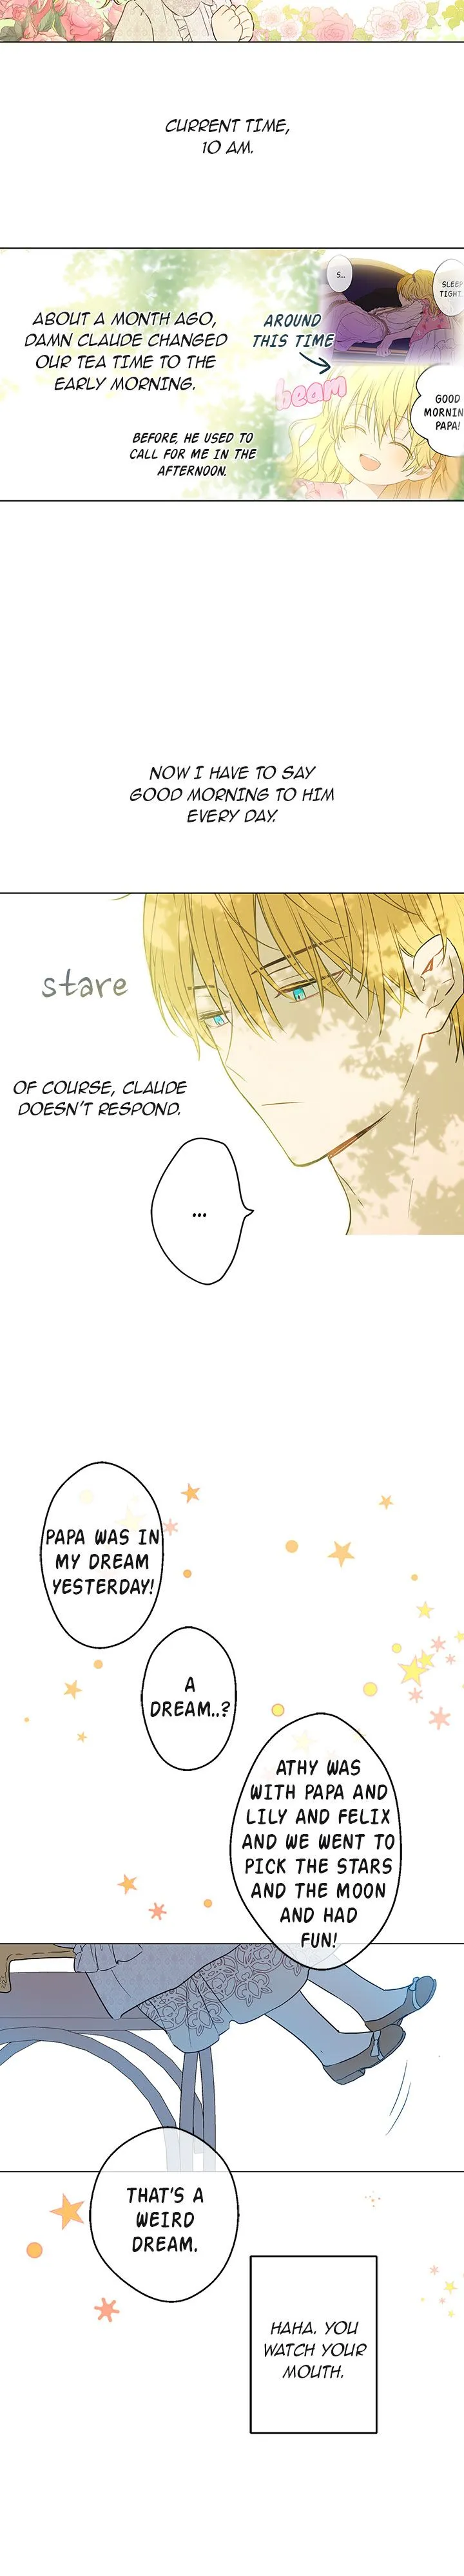 CURRENT TIME,
10 AM.
S...
SLEEP
TIGHT.
ABOUT A MONTH AGO,
DAMN CLAUDE CHANGED
OUR TEA TIME TO THE
EARLY MORNING.
AROUND
THIS TIME
beam
GOOD
MORNIN
PAPA!
BEFORE, HE USED TO
CALL FOR ME IN THE
AFTERNOON.
NOW I HAVE TO SAY
GOOD MORNING TO HIM
EVERY DAY.
stare
OF COURSE, CLAUDE
DOESN'T RESPOND.
...
PAPA WAS IN
MY DREAM
YESTERDAY!
A
DREAM..?
ATHY WAS
WITH PAPA AND
LILY AND FELIX
AND WE WENT TO
PICK THE STARS
AND THE MOON
AND HAD
FUN!
THAT'S A
WEIRD
DREAM.
HAHA. YOU
WATCH YOUR
MOUTH.